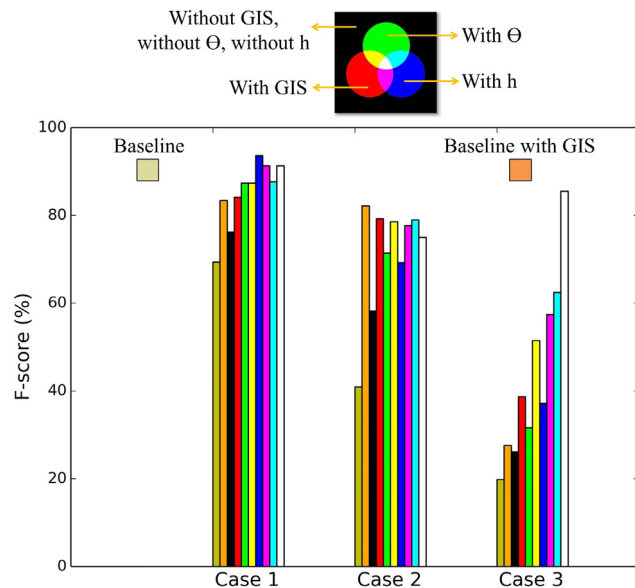 Without GIS,
without Ө, without h
With Ө
With GIS
With h
Baseline
Baseline with GIS
F-score (%)
100
80
60
40
20
0
Case 1
Case 2
Case 3